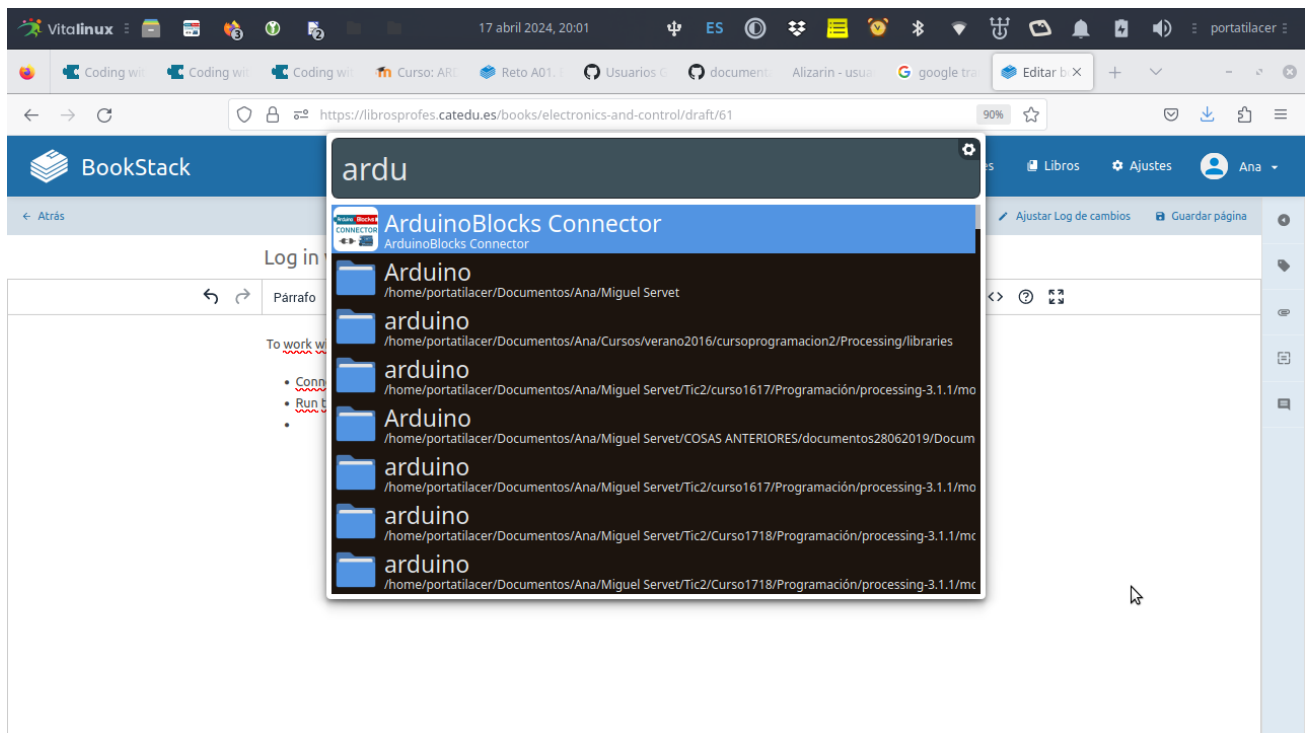 Vitalinux
17 abril 2024, 20:01
ES
portatilacer
Coding wi
Coding wit
Coding wit
Curso: ARD
Reto A01.
Usuarios G
document
Alizarin - usua
google tra
Editar b
https://librosprofes.catedu.es/books/electronics-and-control/draft/61
90%
BookStack
es
Libros
Ajustes
Ana
← Atrás
Ajustar Log de cambios
Guardar página
Log in
Párrafo
To work wi
• Conn
• Run t
•
ardu
ArduinoBlocks Connector
ArduinoBlocks Connector
Arduino
/home/portatilacer/Documentos/Ana/Miguel Servet
arduino
/home/portatilacer/Documentos/Ana/Cursos/verano2016/cursoprogramacion2/Processing/libraries
arduino
/home/portatilacer/Documentos/Ana/Miguel Servet/Tic2/curso1617/Programación/processing-3.1.1/mo
Arduino
/home/portatilacer/Documentos/Ana/Miguel Servet/COSAS ANTERIORES/documentos28062019/Docum
arduino
/home/portatilacer/Documentos/Ana/Miguel Servet/Tic2/curso1617/Programación/processing-3.1.1/mo
arduino
/home/portatilacer/Documentos/Ana/Miguel Servet/Tic2/Curso1718/Programación/processing-3.1.1/mc
arduino
/home/portatilacer/Documentos/Ana/Miguel Servet/Tic2/Curso1718/Programación/processing-3.1.1/mc